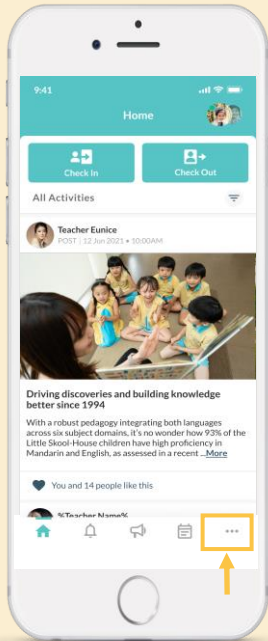 9:41
Home
Check In
Check Out
All Activities
Teacher Eunice
POST | 12 Jun 2021 • 10:00AM
Driving discoveries and building knowledge
better since 1994
With a robust pedagogy integrating both languages
across six subject domains, it's no wonder how 93% of the
Little Skool-House children have high proficiency in
Mandarin and English, as assessed in a recent ...More
You and 14 people like this
%Teacher Name%